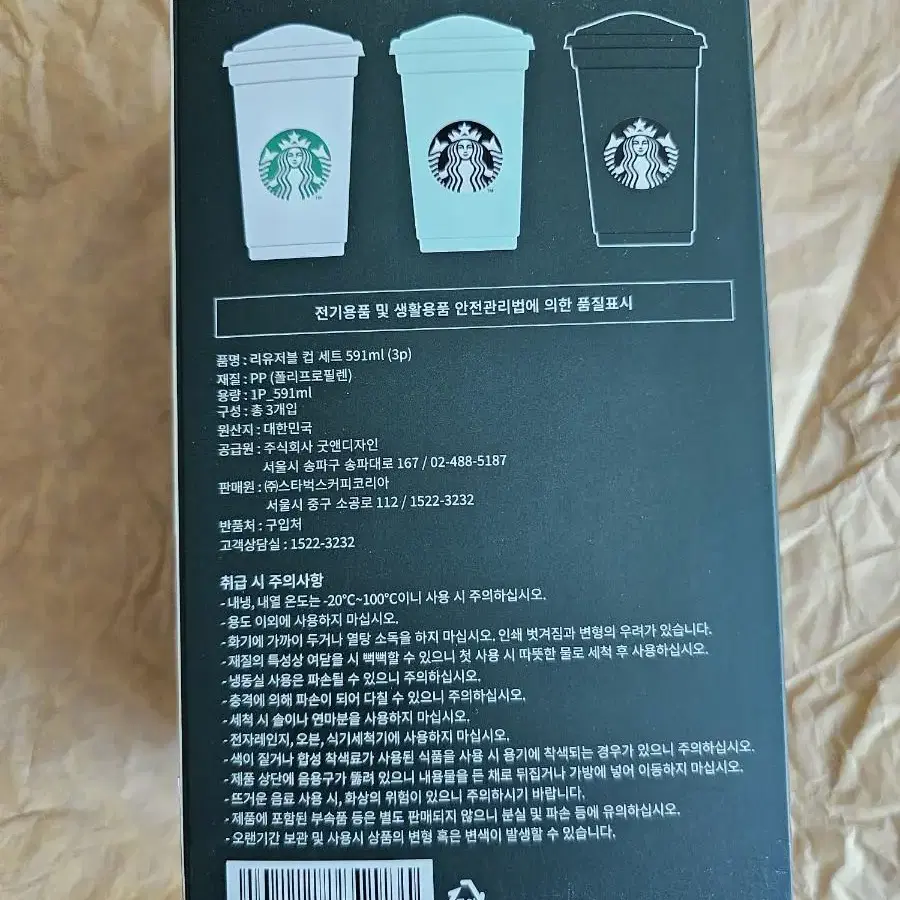 전기용품 및 생활용품 안전관리법에 의한 품질표시
품명 : 리유저블 컵 세트 591ml (3p)
재질 : PP (폴리프로필렌)
용량 : 1P_591ml
구성 : 총 3개입
원산지 : 대한민국
공급원 : 주식회사 굿앤디자인
서울시 송파구 송파대로 167 / 02-488-5187
판매원 : ㈜스타벅스커피코리아
서울시 중구 소공로 112 / 1522-3232
반품처 : 구입처
고객상담실 : 1522-3232
취급 시 주의사항
- 내냉, 내열 온도는 -20℃~100℃이니 사용 시 주의하십시오.
- 용도 이외에 사용하지 마십시오.
- 화기에 가까이 두거나 열탕 소독을 하지 마십시오. 인쇄 벗겨짐과 변형의 우려가 있습니다.
- 재질의 특성상 여닫을 시 뻑뻑할 수 있으니 첫 사용 시 따뜻한 물로 세척 후 사용하십시오.
- 냉동실 사용은 파손될 수 있으니 주의하십시오.
- 충격에 의해 파손이 되어 다칠 수 있으니 주의하십시오.
- 세척 시 솔이나 연마분을 사용하지 마십시오.
- 전자레인지, 오븐, 식기세척기에 사용하지 마십시오.
- 색이 짙거나 합성 착색료가 사용된 식품을 사용 시 용기에 착색되는 경우가 있으니 주의하십시오.
- 제품 상단에 음용구가 뚫려 있으니 내용물을 든 채로 뒤집거나 가방에 넣어 이동하지 마십시오.
- 뜨거운 음료 사용 시, 화상의 위험이 있으니 주의하시기 바랍니다.
- 제품에 포함된 부속품 등은 별도 판매되지 않으니 분실 및 파손 등에 유의하십시오.
- 오랜기간 보관 및 사용시 상품의 변형 혹은 변색이 발생할 수 있습니다.